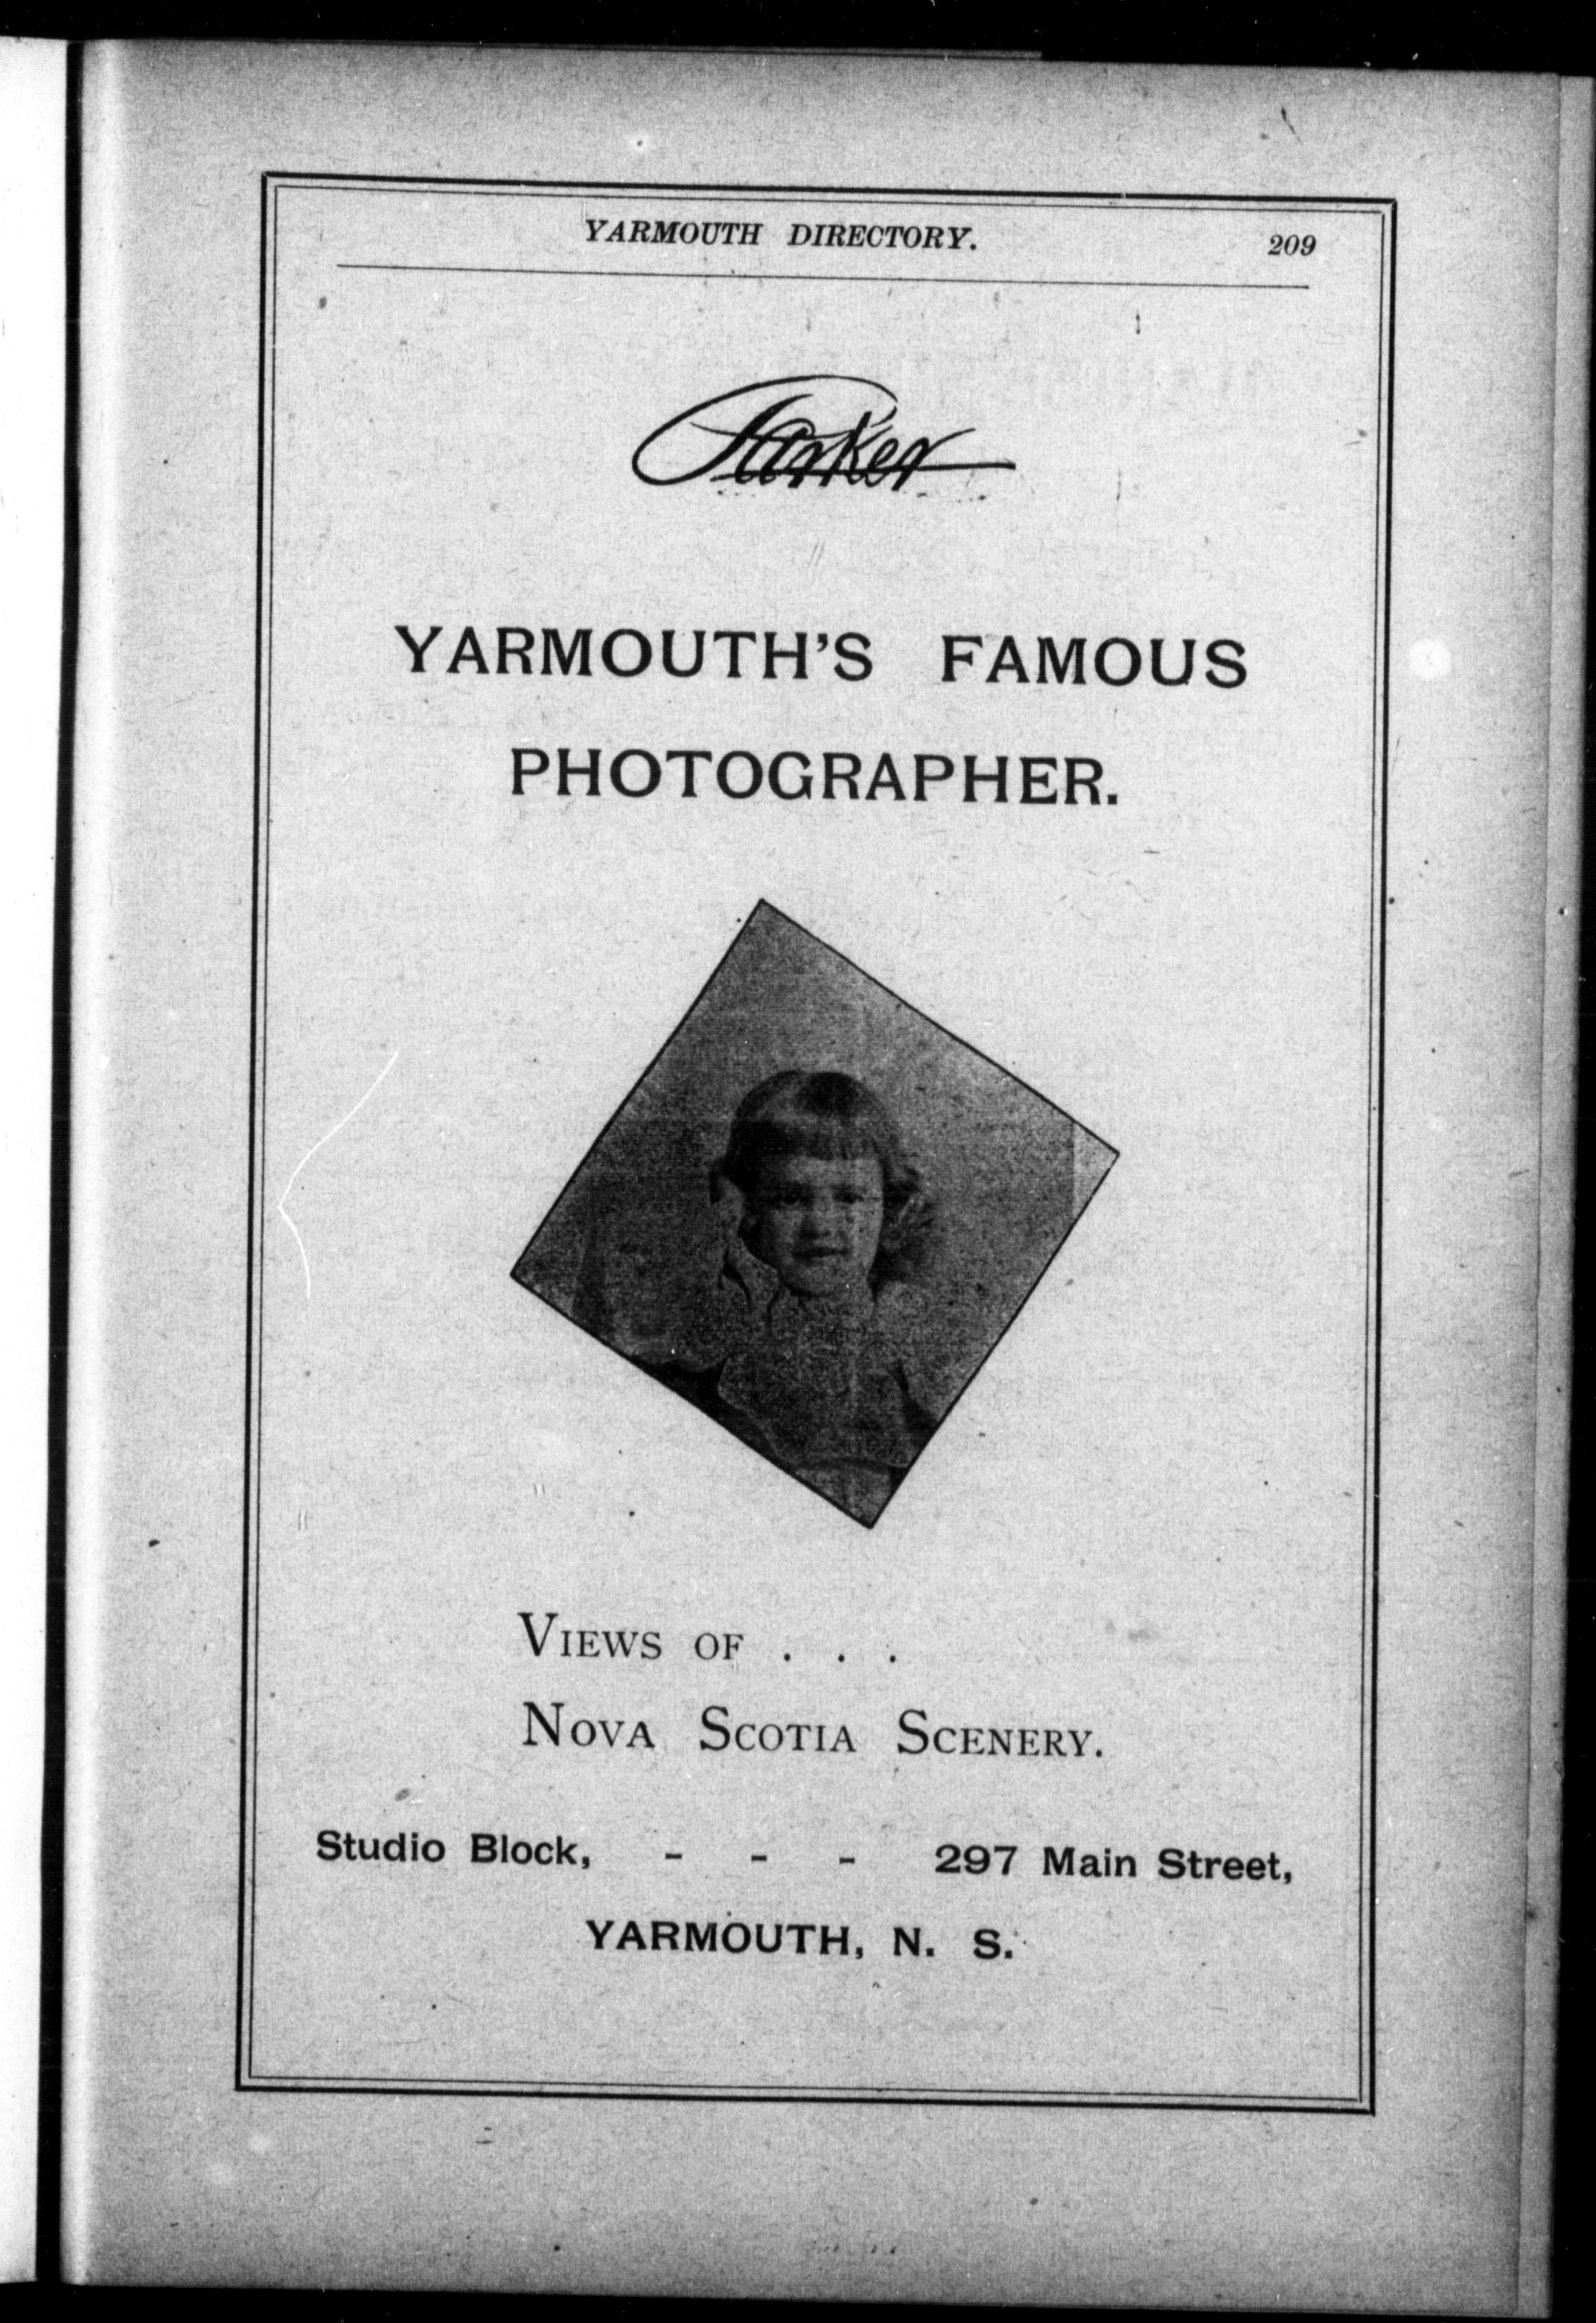 YARMOUTH DIRECTORY. 209
Parker
YARMOUTH'S FAMOUS
PHOTOGRAPHER.
VIEWS OF . . .
NOVA SCOTIA SCENERY.
Studio Block, - - - 297 Main Street,
YARMOUTH, N. S.